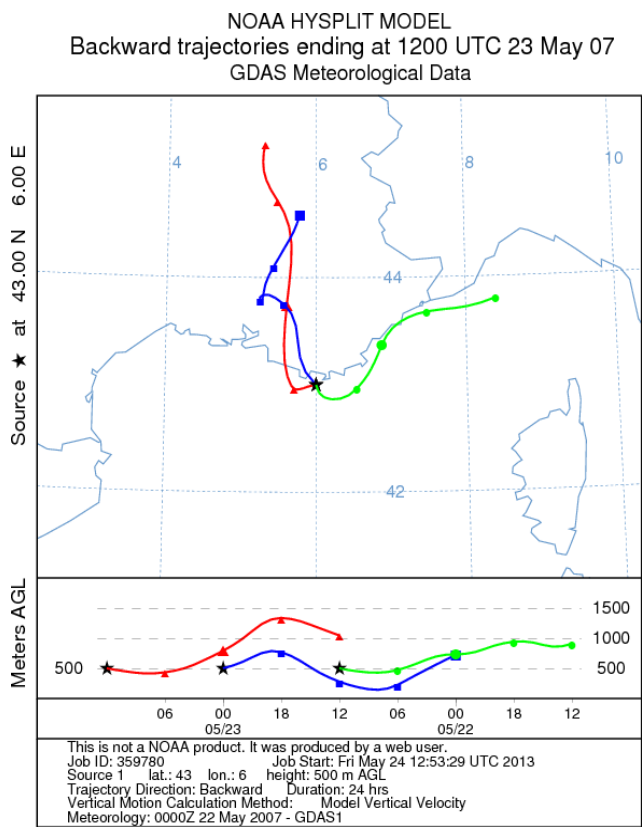 NOAA HYSPLIT MODEL
Backward trajectories ending at 1200 UTC 23 May 07
GDAS Meteorological Data
Source ★ at 43.00 N 6.00 E
4
6
8
10
44
42
Meters AGL
500
1500
1000
500
06 00 18 12 06 00 18 12
05/23 05/22
This is not a NOAA product. It was produced by a web user.
Job ID: 359780 Job Start: Fri May 24 12:53:29 UTC 2013
Source 1 lat.: 43 lon.: 6 height: 500 m AGL
Trajectory Direction: Backward Duration: 24 hrs
Vertical Motion Calculation Method: Model Vertical Velocity
Meteorology: 0000Z 22 May 2007 - GDAS1